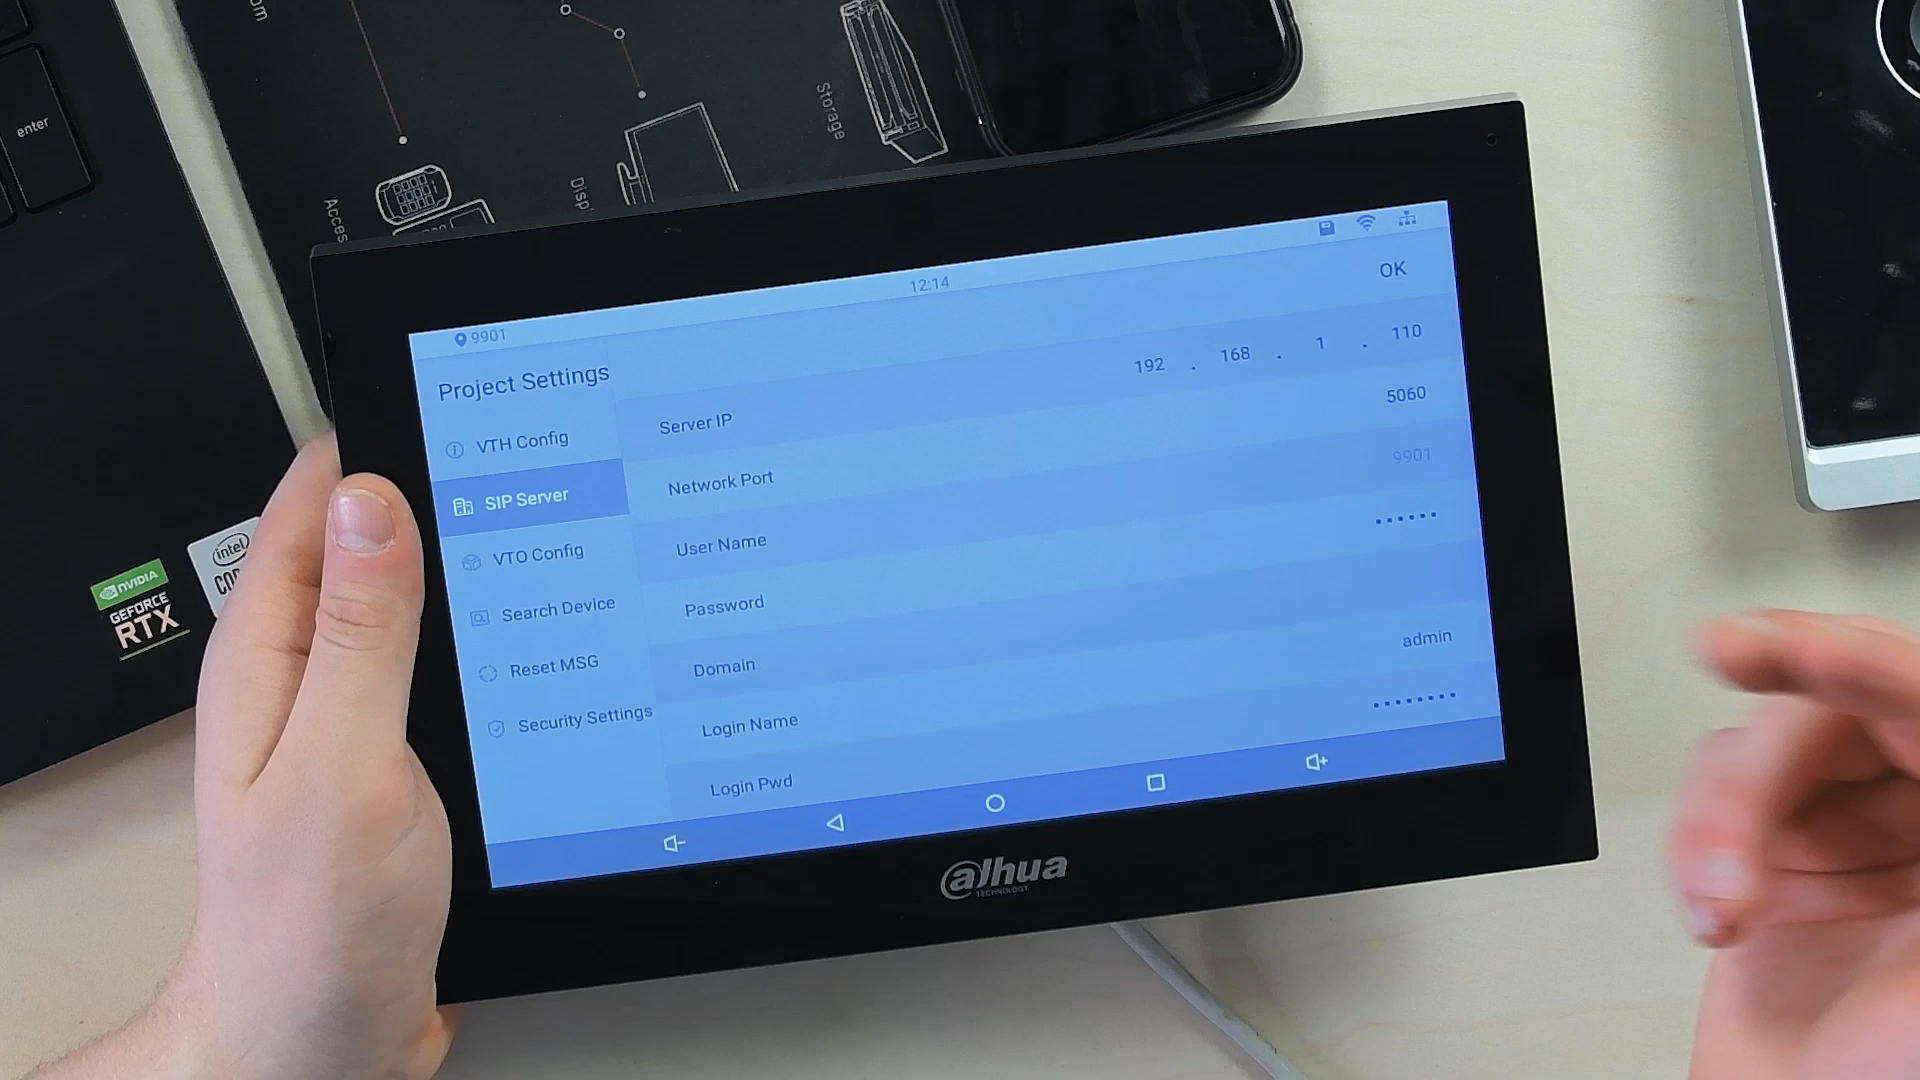 enter
Acces
Storage
NVIDIA
GEFORCE
RTX
intel
12:14
9901
OK
Project Settings
VTH Config
SIP Server
VTO Config
Search Device
Reset MSG
Security Settings
Server IP 192 . 168 . 1 . 110
Network Port 5060
User Name 9901
Password ••••••
Domain
Login Name admin
Login Pwd ••••••••
alhua
TECHNOLOGY